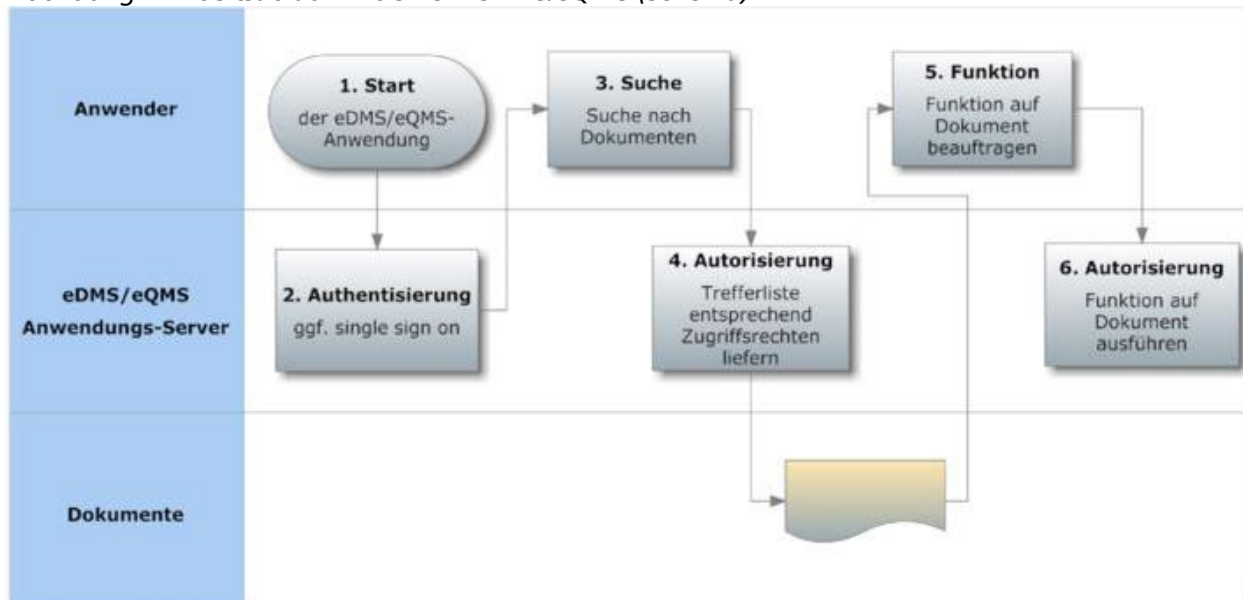 Anwender
1. Start
der eDMS/eQMS-
Anwendung
3. Suche
Suche nach
Dokumenten
5. Funktion
Funktion auf
Dokument
beauftragen
eDMS/eQMS
Anwendungs-Server
2. Authentisierung
ggf. single sign on
4. Autorisierung
Trefferliste
entsprechend
Zugriffsrechten
liefern
6. Autorisierung
Funktion auf
Dokument
ausführen
Dokumente